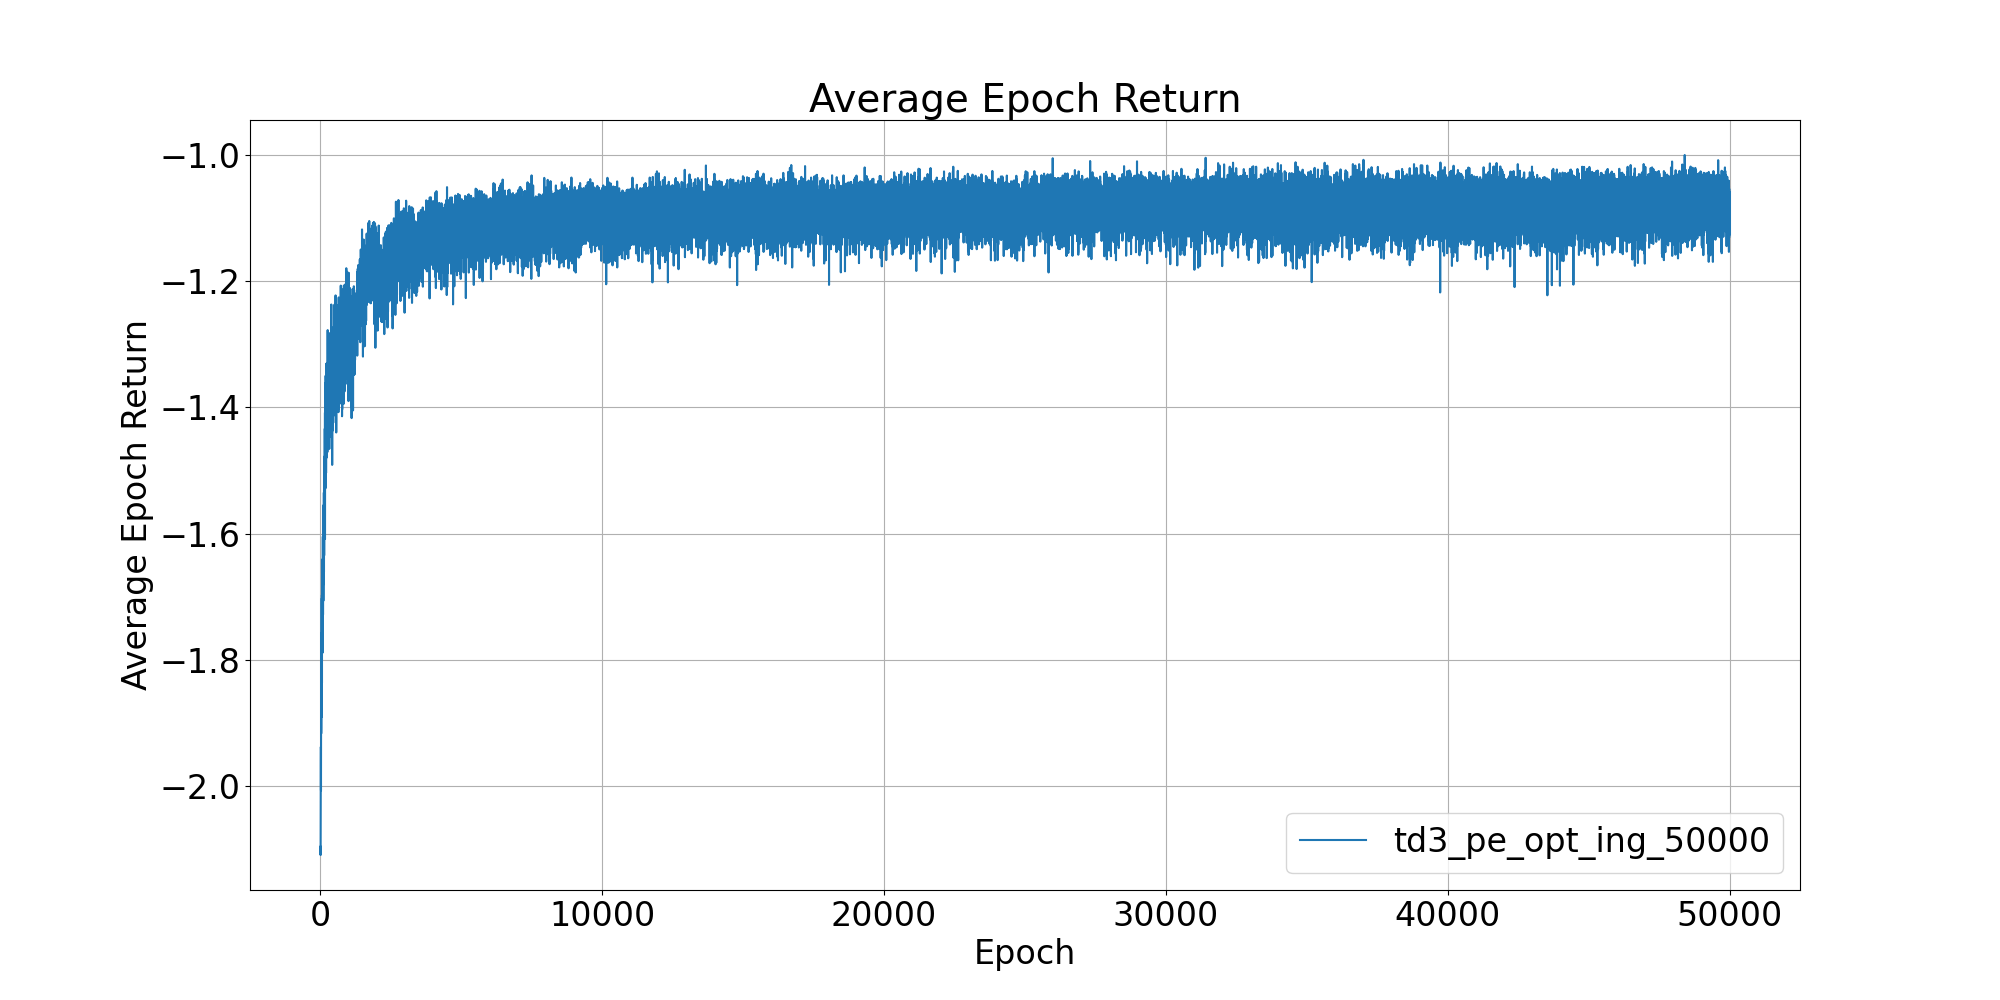 Average Epoch Return
Average Epoch Return
−1.0
−1.2
−1.4
−1.6
−1.8
−2.0
td3_pe_opt_ing_50000
0 10000 20000 30000 40000 50000
Epoch